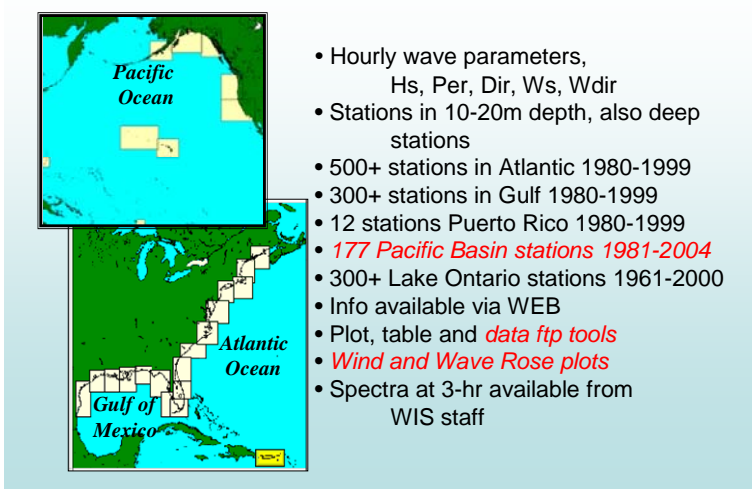 Pacific
Ocean
• Hourly wave parameters,
Hs, Per, Dir, Ws, Wdir
• Stations in 10-20m depth, also deep
stations
• 500+ stations in Atlantic 1980-1999
• 300+ stations in Gulf 1980-1999
• 12 stations Puerto Rico 1980-1999
• 177 Pacific Basin stations 1981-2004
• 300+ Lake Ontario stations 1961-2000
• Info available via WEB
• Plot, table and data ftp tools
• Wind and Wave Rose plots
• Spectra at 3-hr available from
WIS staff
Atlantic
Ocean
Gulf of
Mexico